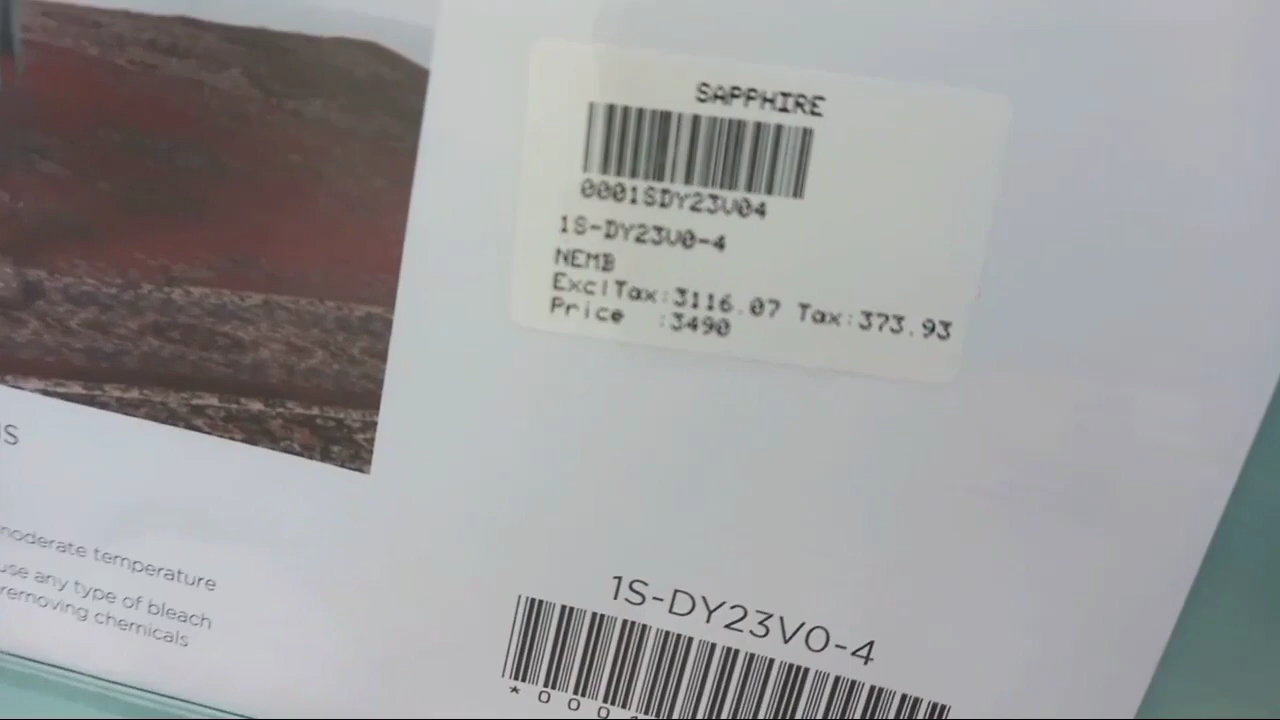 SAPPHIRE
0001SDY23V04
1S-DY23V0-4
NEMB
ExclTax:3116.07 Tax:373.93
Price :3490
1S-DY23V0-4
*000
moderate temperature
use any type of bleach
removing chemicals